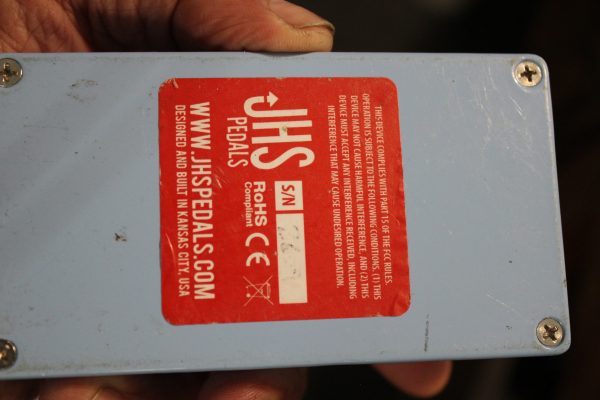 THIS DEVICE COMPLIES WITH PART 15 OF THE FCC RULES.
OPERATION IS SUBJECT TO THE FOLLOWING CONDITIONS, (1) THIS
DEVICE MAY NOT CAUSE HARMFUL INTERFERENCE, AND (2) THIS
DEVICE MUST ACCEPT ANY INTERFERENCE RECEIVED, INCLUDING
INTERFERENCE THAT MAY CAUSE UNDESIRED OPERATION.
JHS
PEDALS
S/N
RoHS
Compliant
CE
WWW.JHSPEDALS.COM
DESIGNED AND BUILT IN KANSAS CITY, USA